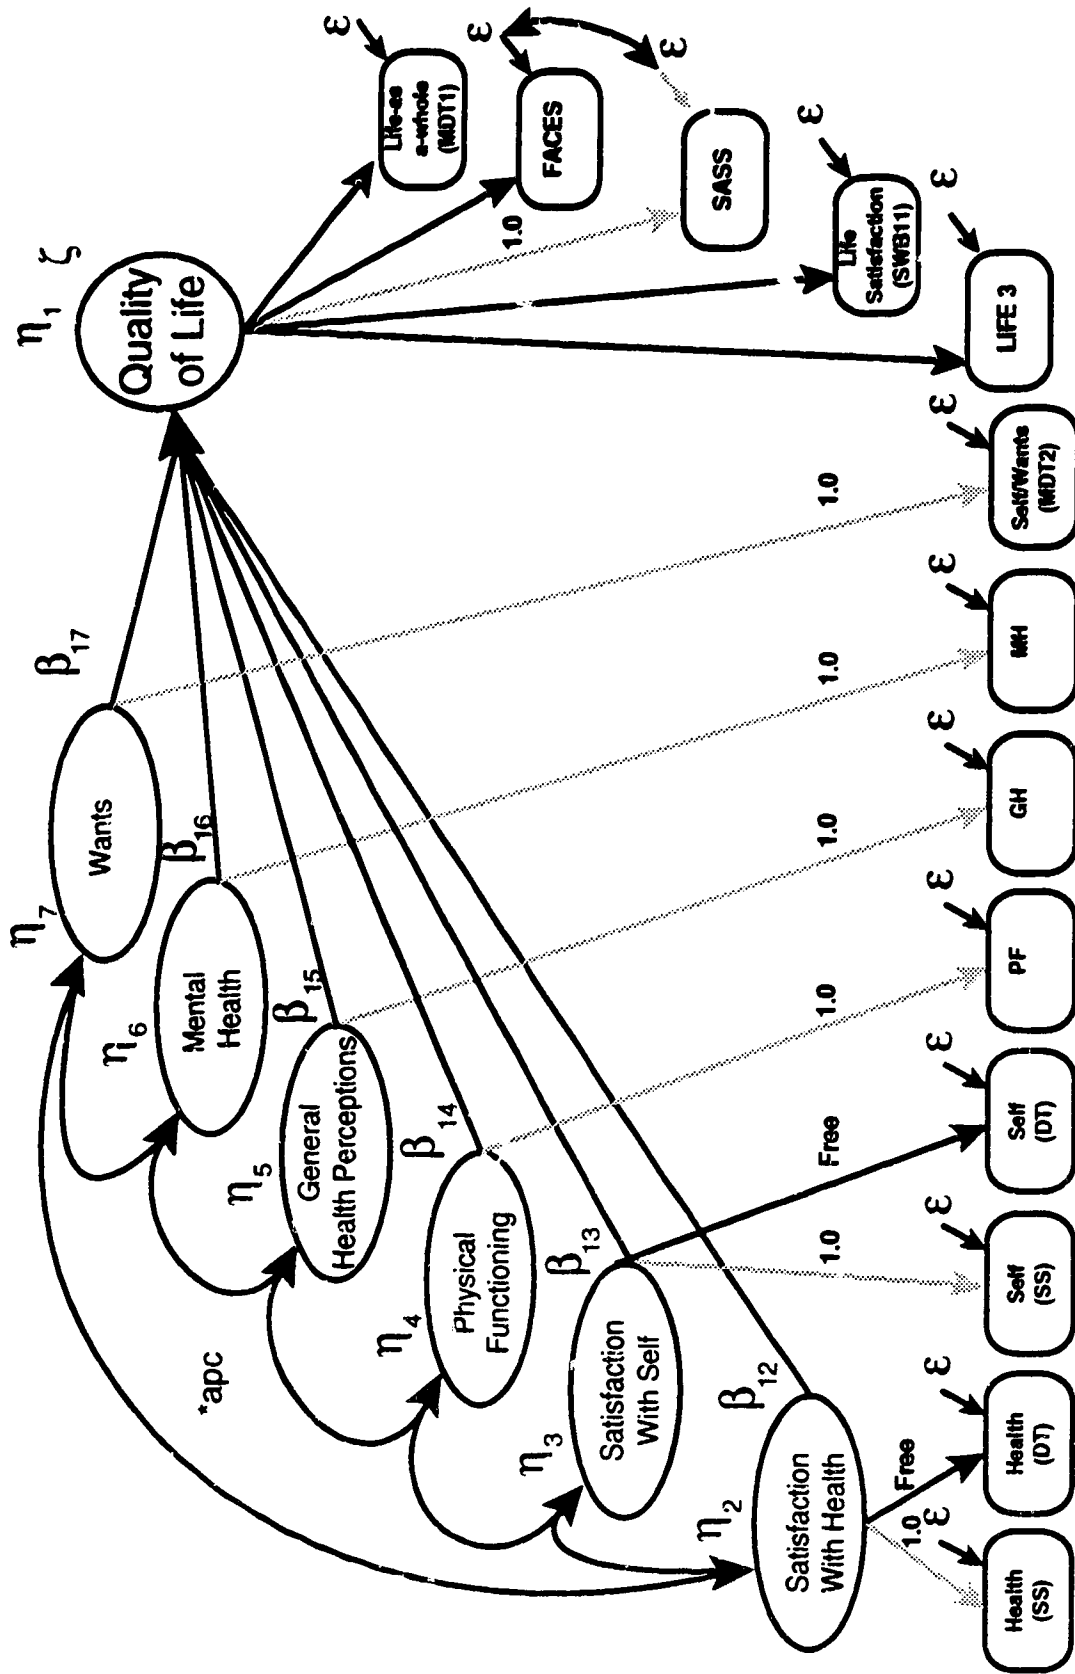 η7
Wants
β17
η6
Mental
Health
β16
η5
General
Health Perceptions
β15
η4
Physical
Functioning
β14
η3
Satisfaction
With Self
β13
η2
Satisfaction
With Health
β12
*apc
η1
ζ
Quality
of Life
ε
Life-as
a-whole
(MDT1)
ε
FACES
1.0
ε
SASS
ε
Life
Satisfaction
(SWB11)
ε
LIFE 3
1.0
ε
Self/Wants
(MDT2)
1.0
ε
MH
1.0
ε
GH
1.0
ε
PF
Free
ε
Self
(DT)
1.0
ε
Self
(SS)
Free
ε
Health
(DT)
1.0
ε
Health
(SS)